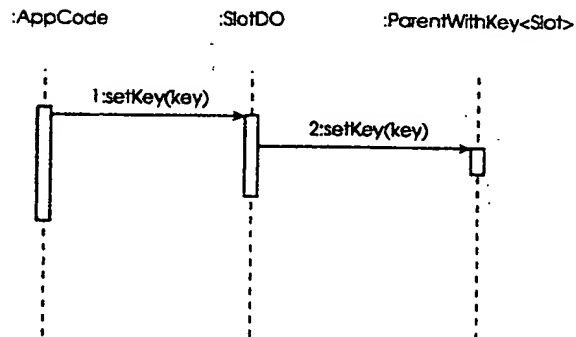 :AppCode
:SlotDO
:ParentWithKey<Slot>
1:setKey(key)
2:setKey(key)